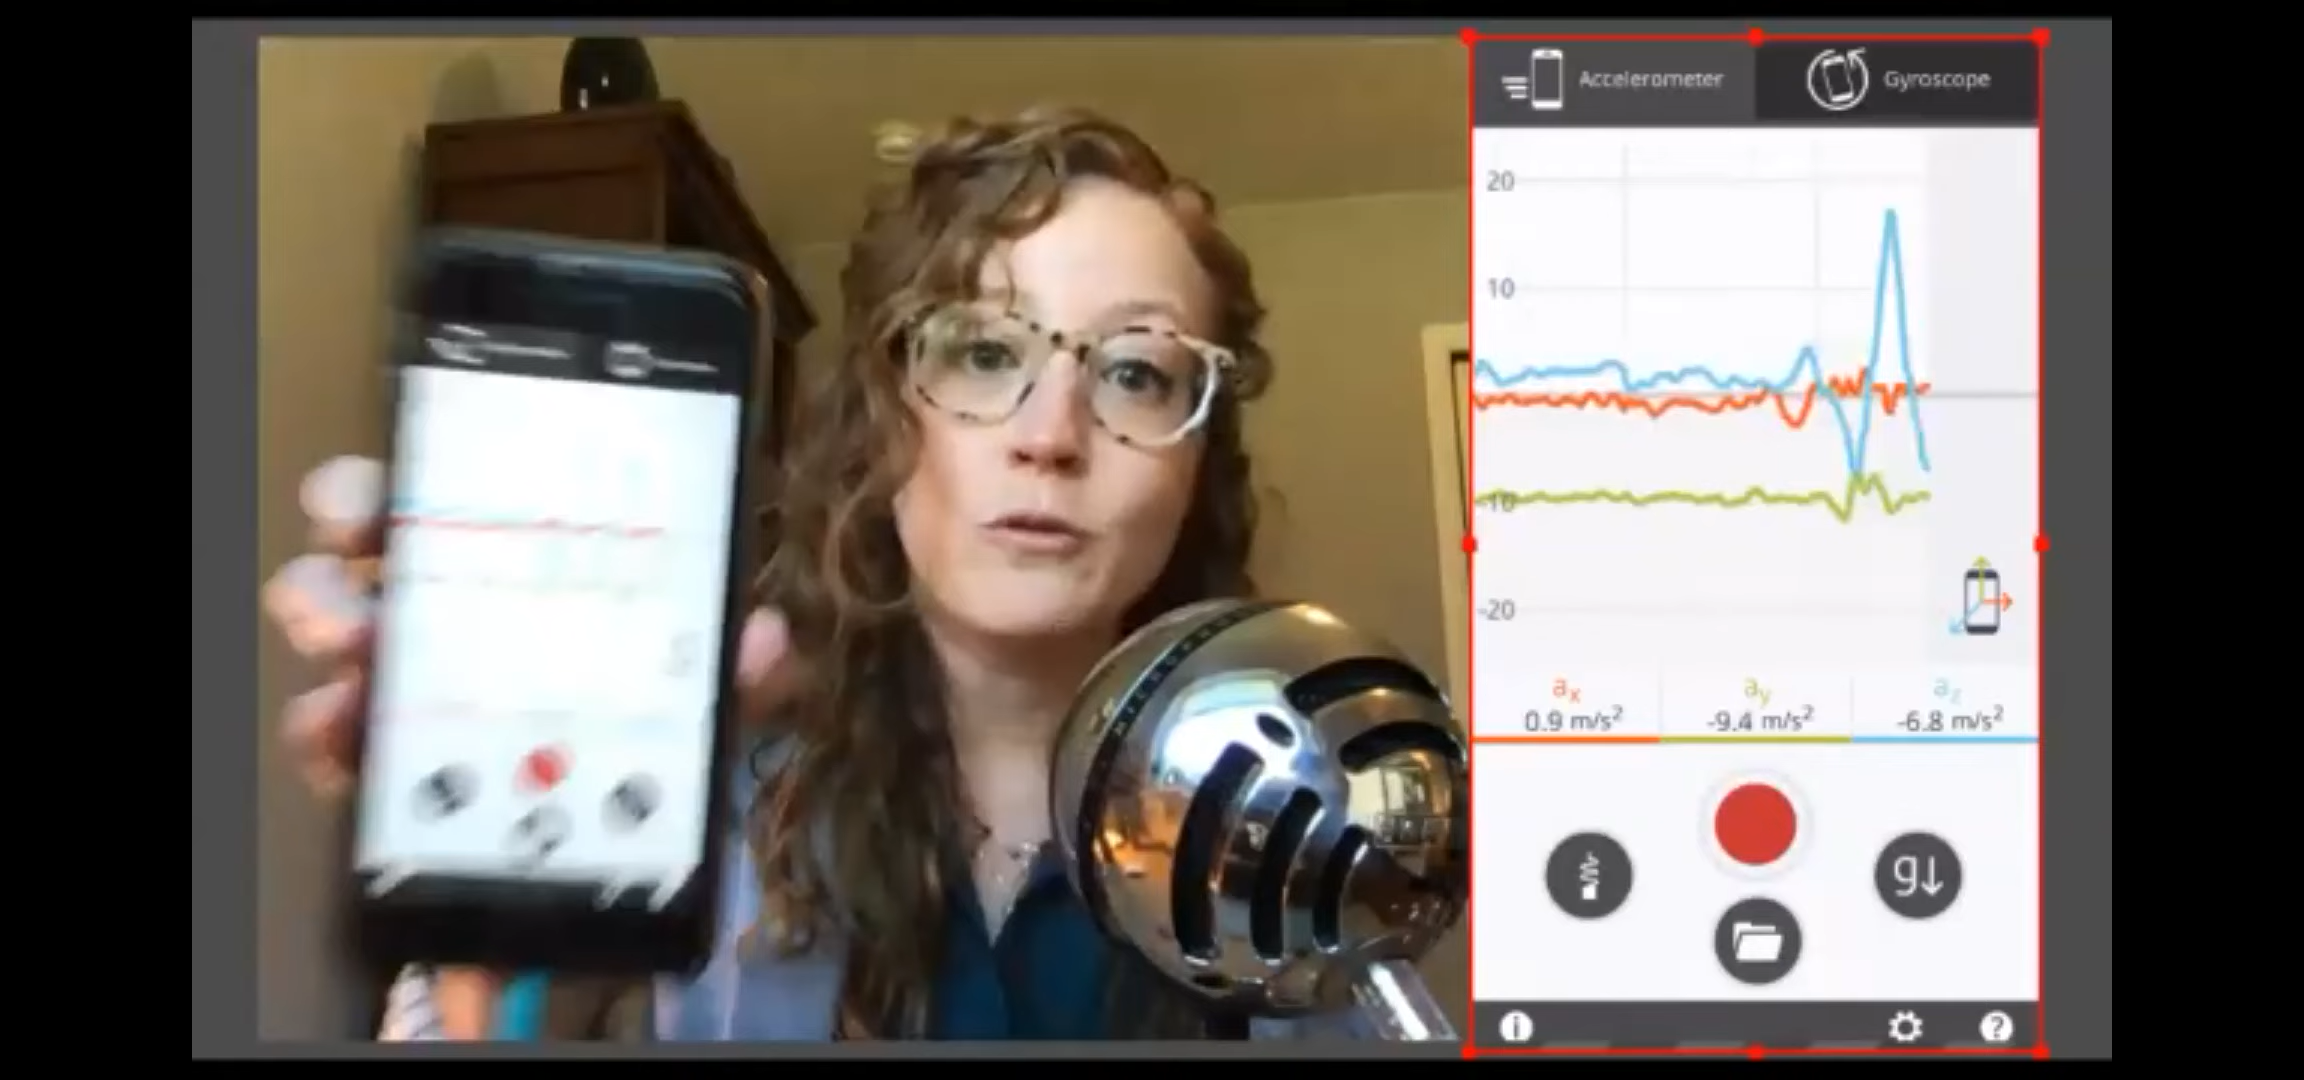 Accelerometer
Gyroscope
20
10
-10
-20
ax
ay
az
0.9 m/s²
-9.4 m/s²
-6.8 m/s²
g↓
i
?